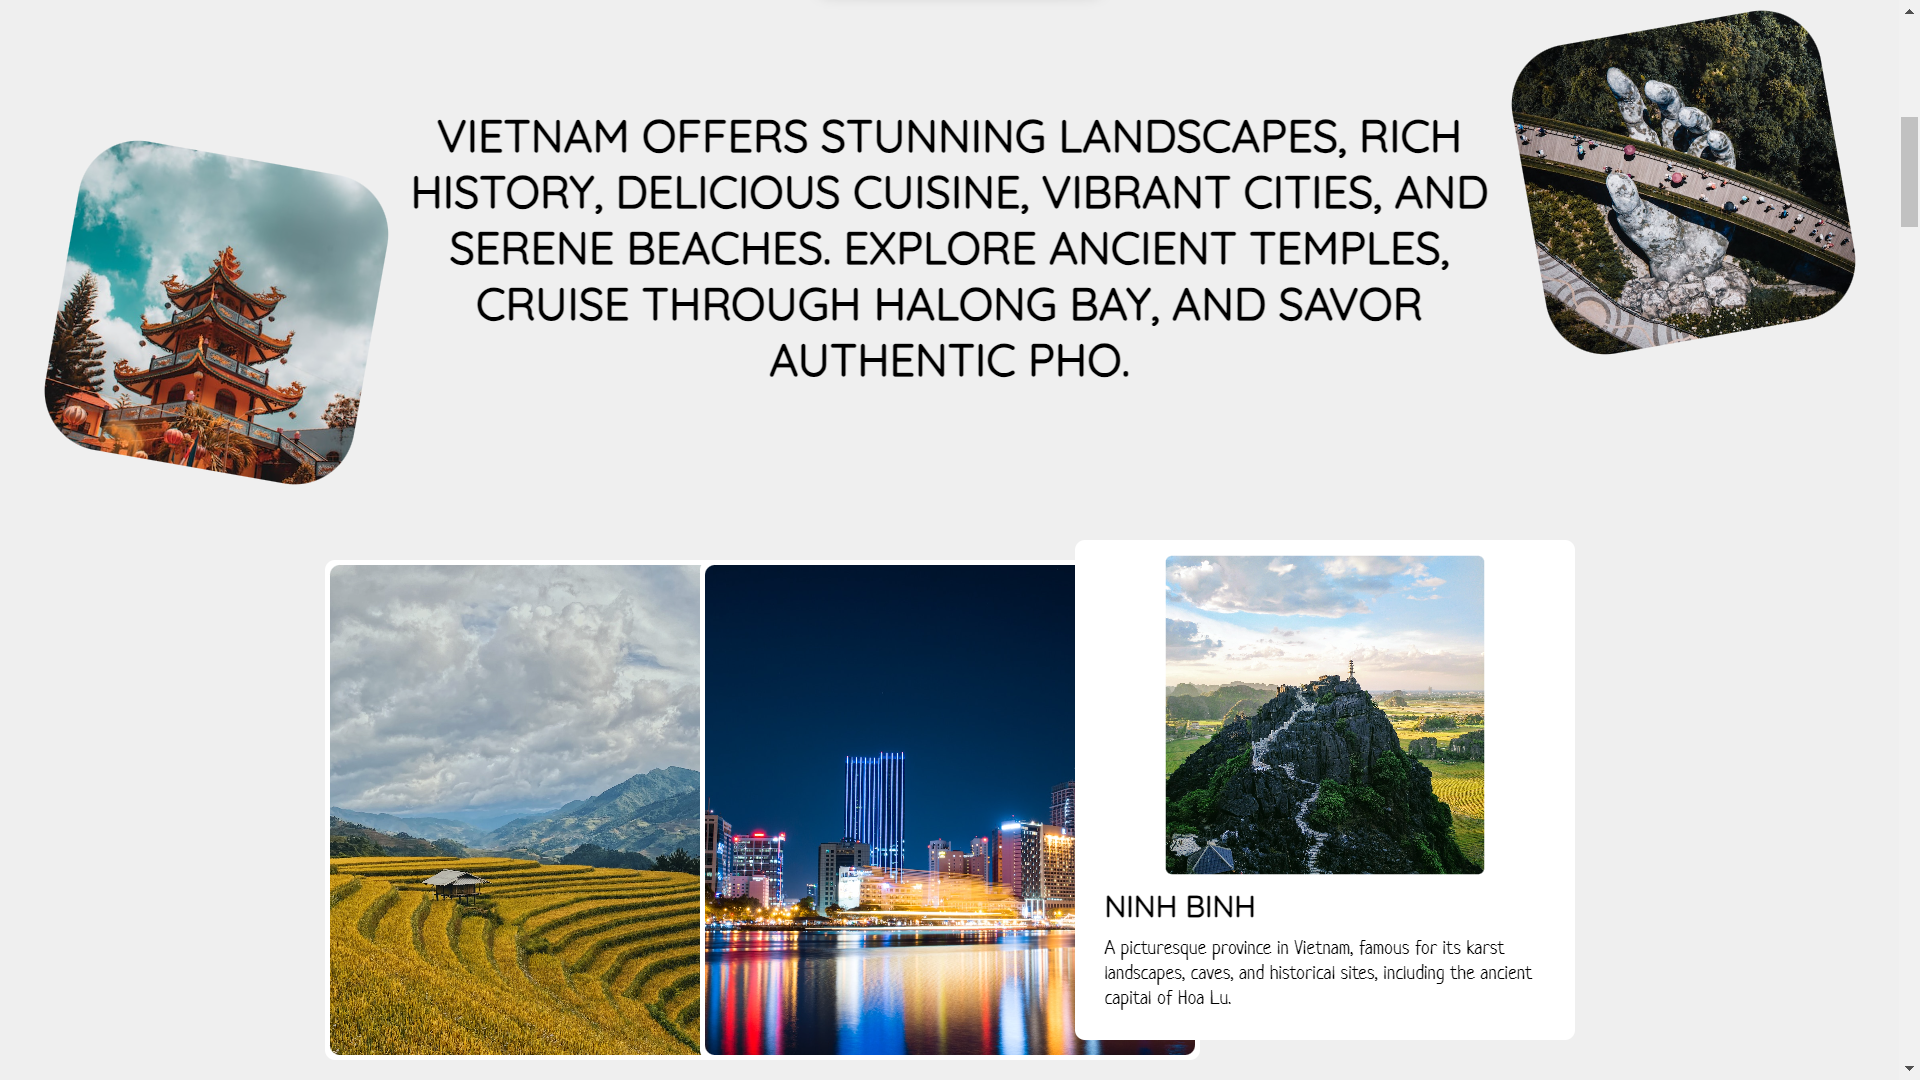 VIETNAM OFFERS STUNNING LANDSCAPES, RICH
HISTORY, DELICIOUS CUISINE, VIBRANT CITIES, AND
SERENE BEACHES. EXPLORE ANCIENT TEMPLES,
CRUISE THROUGH HALONG BAY, AND SAVOR
AUTHENTIC PHO.
NINH BINH
A picturesque province in Vietnam, famous for its karst
landscapes, caves, and historical sites, including the ancient
capital of Hoa Lu.